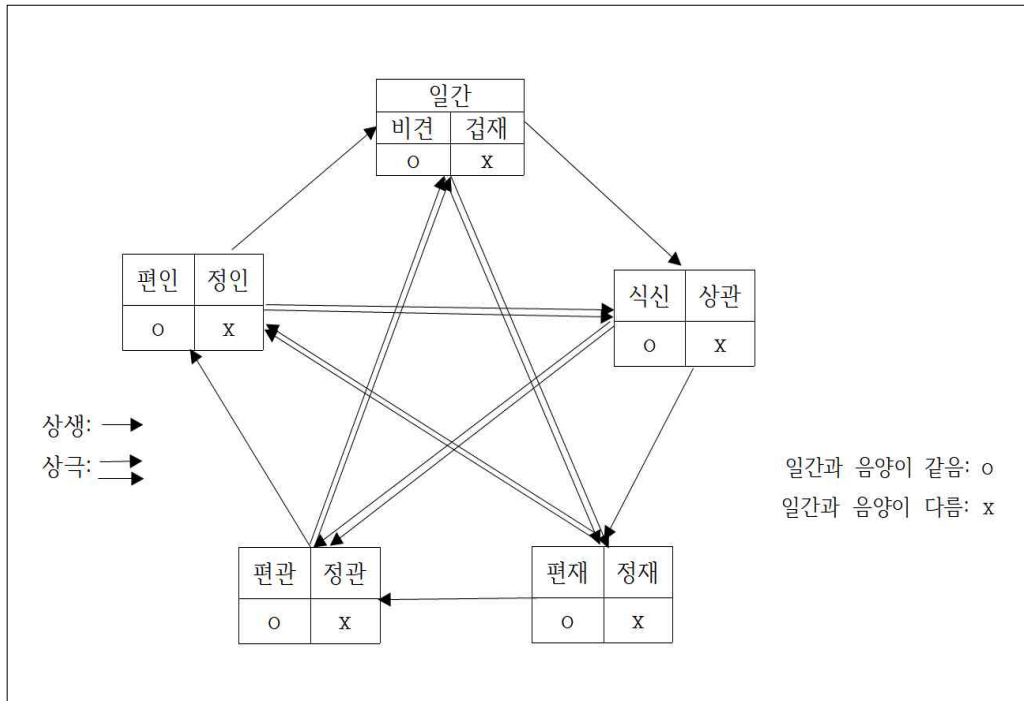 일간
비견 겁재
o x
편인 정인
o x
식신 상관
o x
상생:
상극:
일간과 음양이 같음: o
일간과 음양이 다름: x
편관 정관
o x
편재 정재
o x